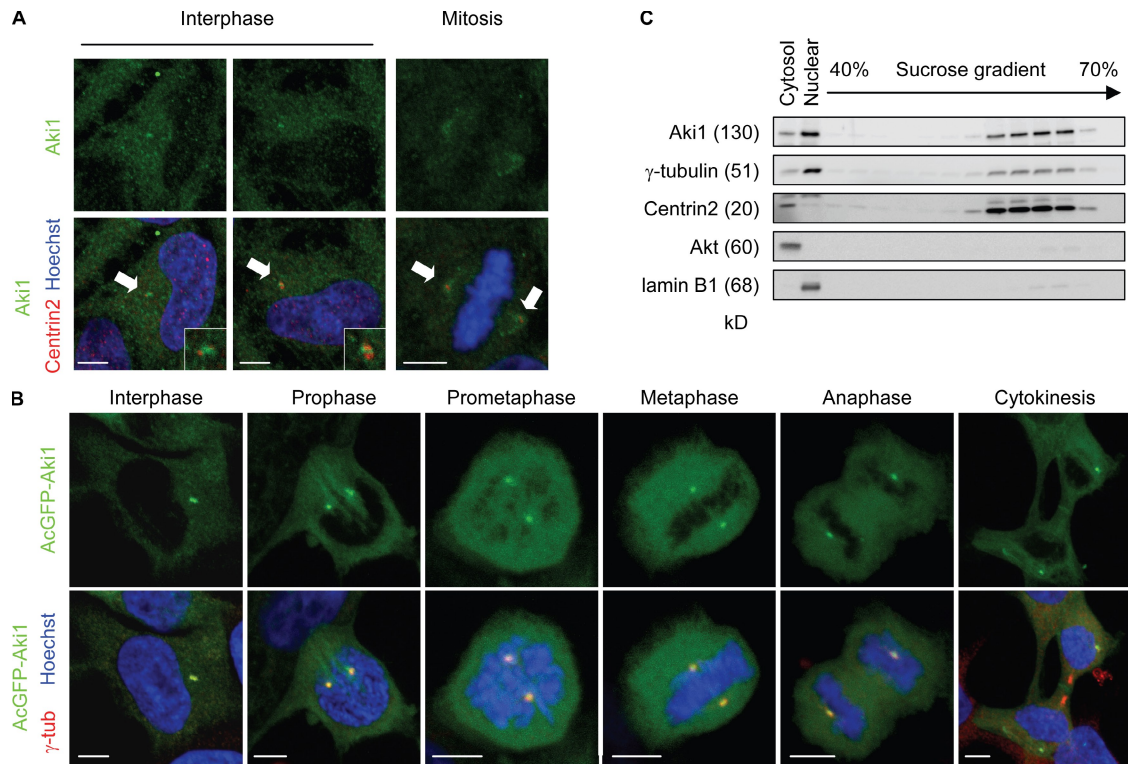 A
Interphase
Mitosis
Aki1
Aki1
Centrin2 Hoechst
C
Cytosol
Nuclear
40% Sucrose gradient 70%
Aki1 (130)
γ-tubulin (51)
Centrin2 (20)
Akt (60)
lamin B1 (68)
kD
B
Interphase Prophase Prometaphase Metaphase Anaphase Cytokinesis
AcGFP-Aki1
AcGFP-Aki1
γ-tub Hoechst